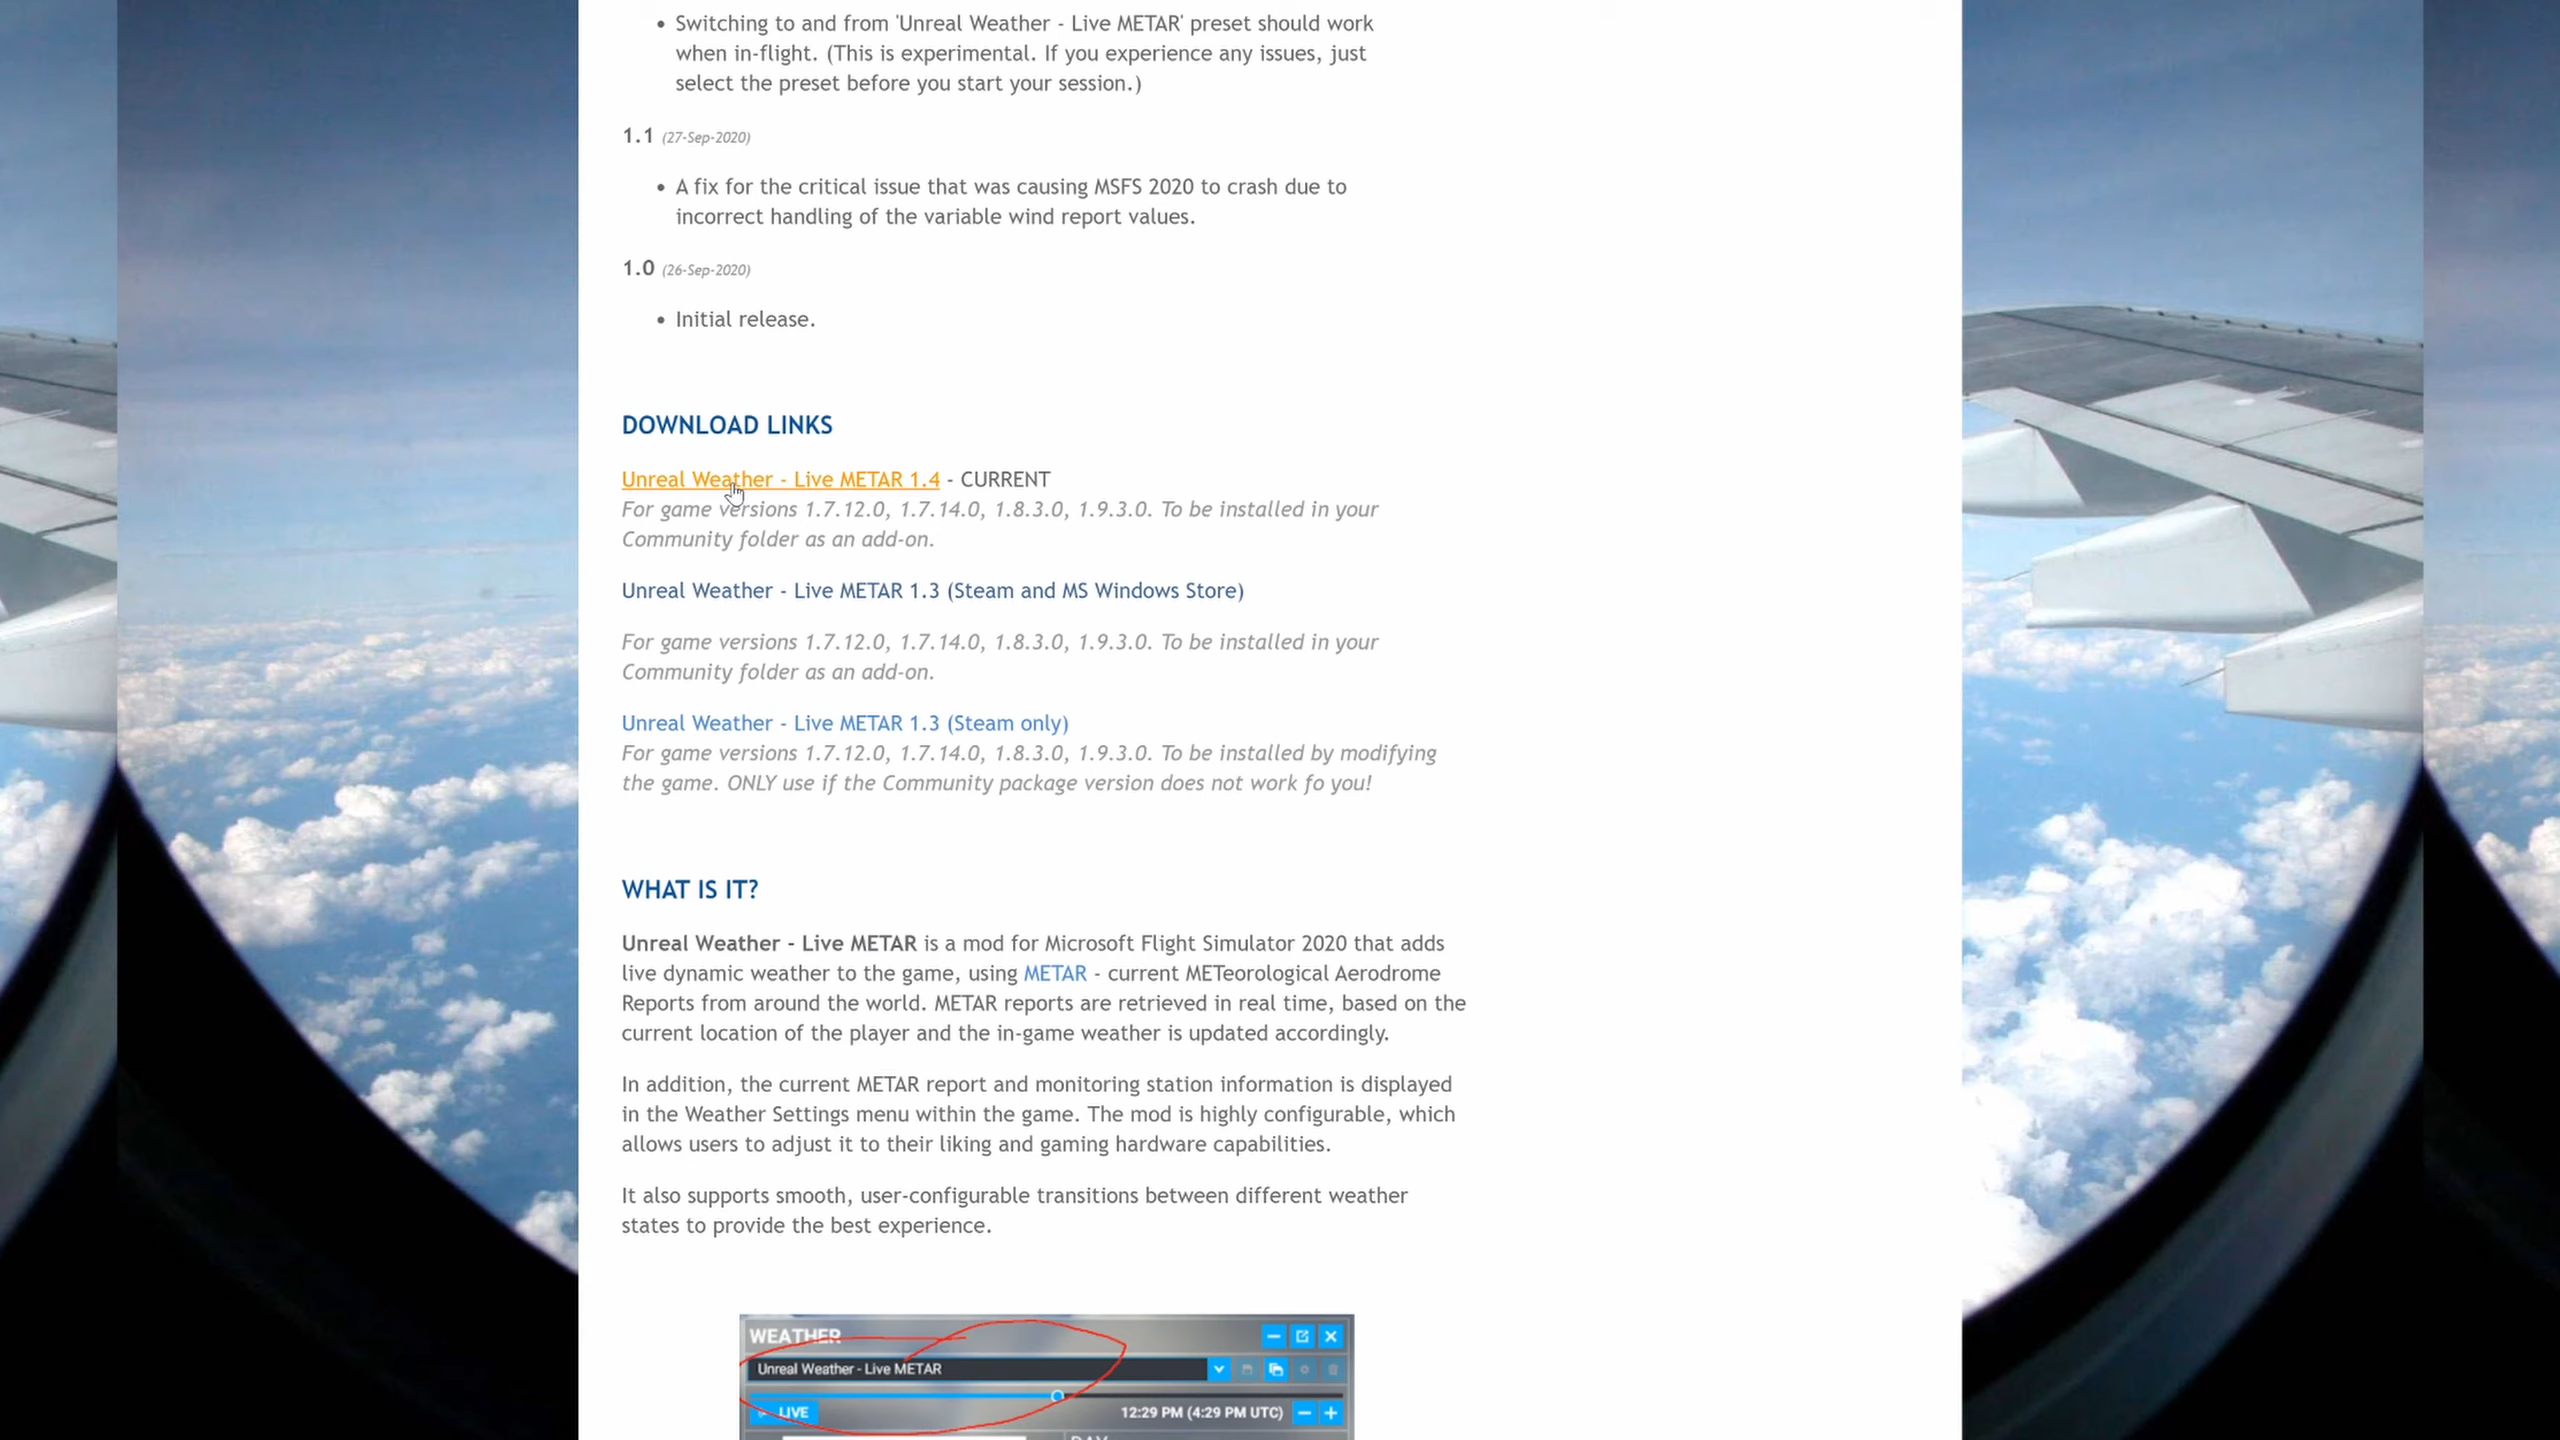 • Switching to and from 'Unreal Weather - Live METAR' preset should work
when in-flight. (This is experimental. If you experience any issues, just
select the preset before you start your session.)
1.1 (27-Sep-2020)
• A fix for the critical issue that was causing MSFS 2020 to crash due to
incorrect handling of the variable wind report values.
1.0 (26-Sep-2020)
• Initial release.
DOWNLOAD LINKS
Unreal Weather - Live METAR 1.4 - CURRENT
For game versions 1.7.12.0, 1.7.14.0, 1.8.3.0, 1.9.3.0. To be installed in your
Community folder as an add-on.
Unreal Weather - Live METAR 1.3 (Steam and MS Windows Store)
For game versions 1.7.12.0, 1.7.14.0, 1.8.3.0, 1.9.3.0. To be installed in your
Community folder as an add-on.
Unreal Weather - Live METAR 1.3 (Steam only)
For game versions 1.7.12.0, 1.7.14.0, 1.8.3.0, 1.9.3.0. To be installed by modifying
the game. ONLY use if the Community package version does not work fo you!
WHAT IS IT?
Unreal Weather - Live METAR is a mod for Microsoft Flight Simulator 2020 that adds
live dynamic weather to the game, using METAR - current METeorological Aerodrome
Reports from around the world. METAR reports are retrieved in real time, based on the
current location of the player and the in-game weather is updated accordingly.
In addition, the current METAR report and monitoring station information is displayed
in the Weather Settings menu within the game. The mod is highly configurable, which
allows users to adjust it to their liking and gaming hardware capabilities.
It also supports smooth, user-configurable transitions between different weather
states to provide the best experience.
WEATHER
Unreal Weather - Live METAR
LIVE 12:29 PM (4:29 PM UTC)